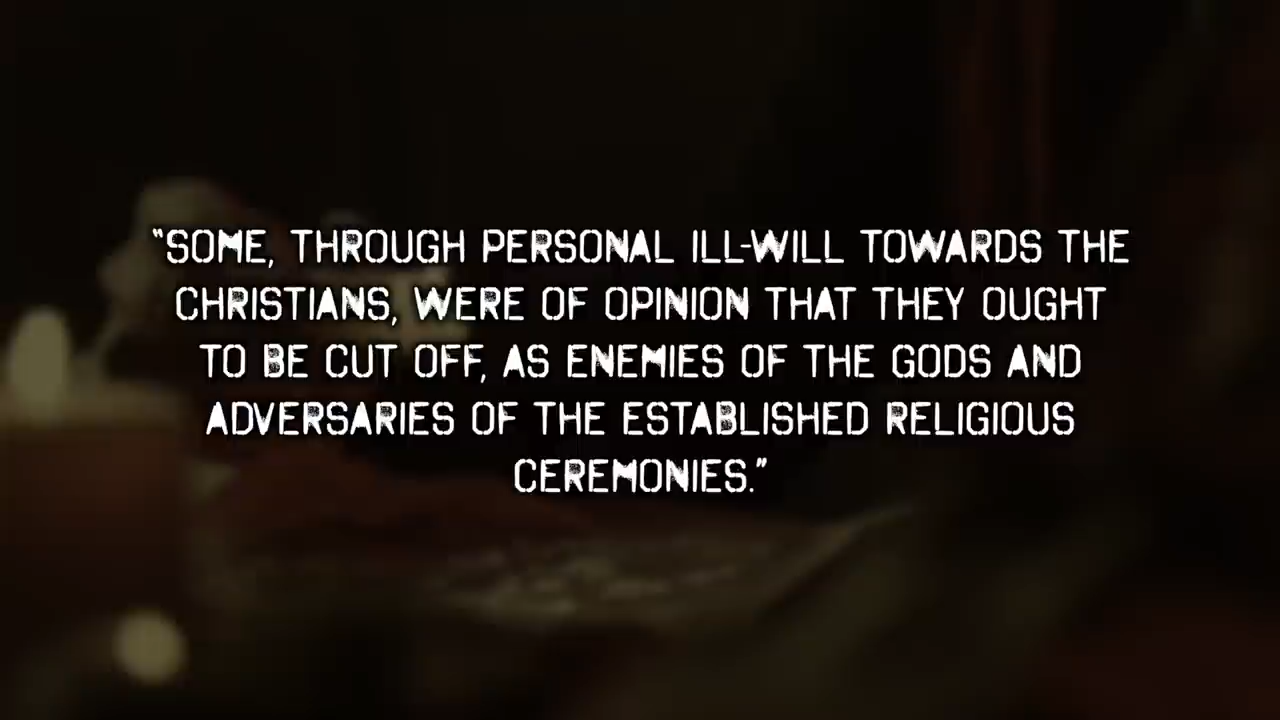 "SOME, THROUGH PERSONAL ILL-WILL TOWARDS THE
CHRISTIANS, WERE OF OPINION THAT THEY OUGHT
TO BE CUT OFF, AS ENEMIES OF THE GODS AND
ADVERSARIES OF THE ESTABLISHED RELIGIOUS
CEREMONIES."